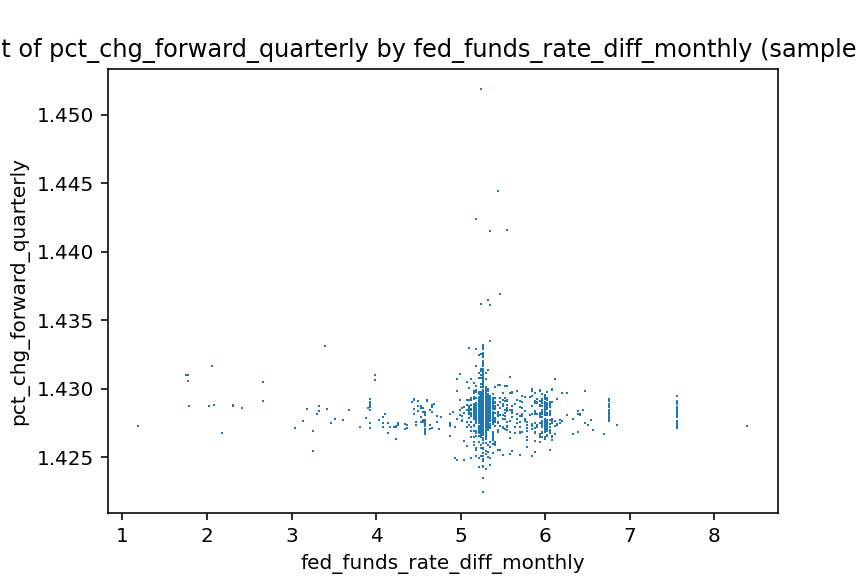 t of pct_chg_forward_quarterly by fed_funds_rate_diff_monthly (sample
1.450
1.445
1.440
1.435
1.430
1.425
pct_chg_forward_quarterly
1 2 3 4 5 6 7 8
fed_funds_rate_diff_monthly